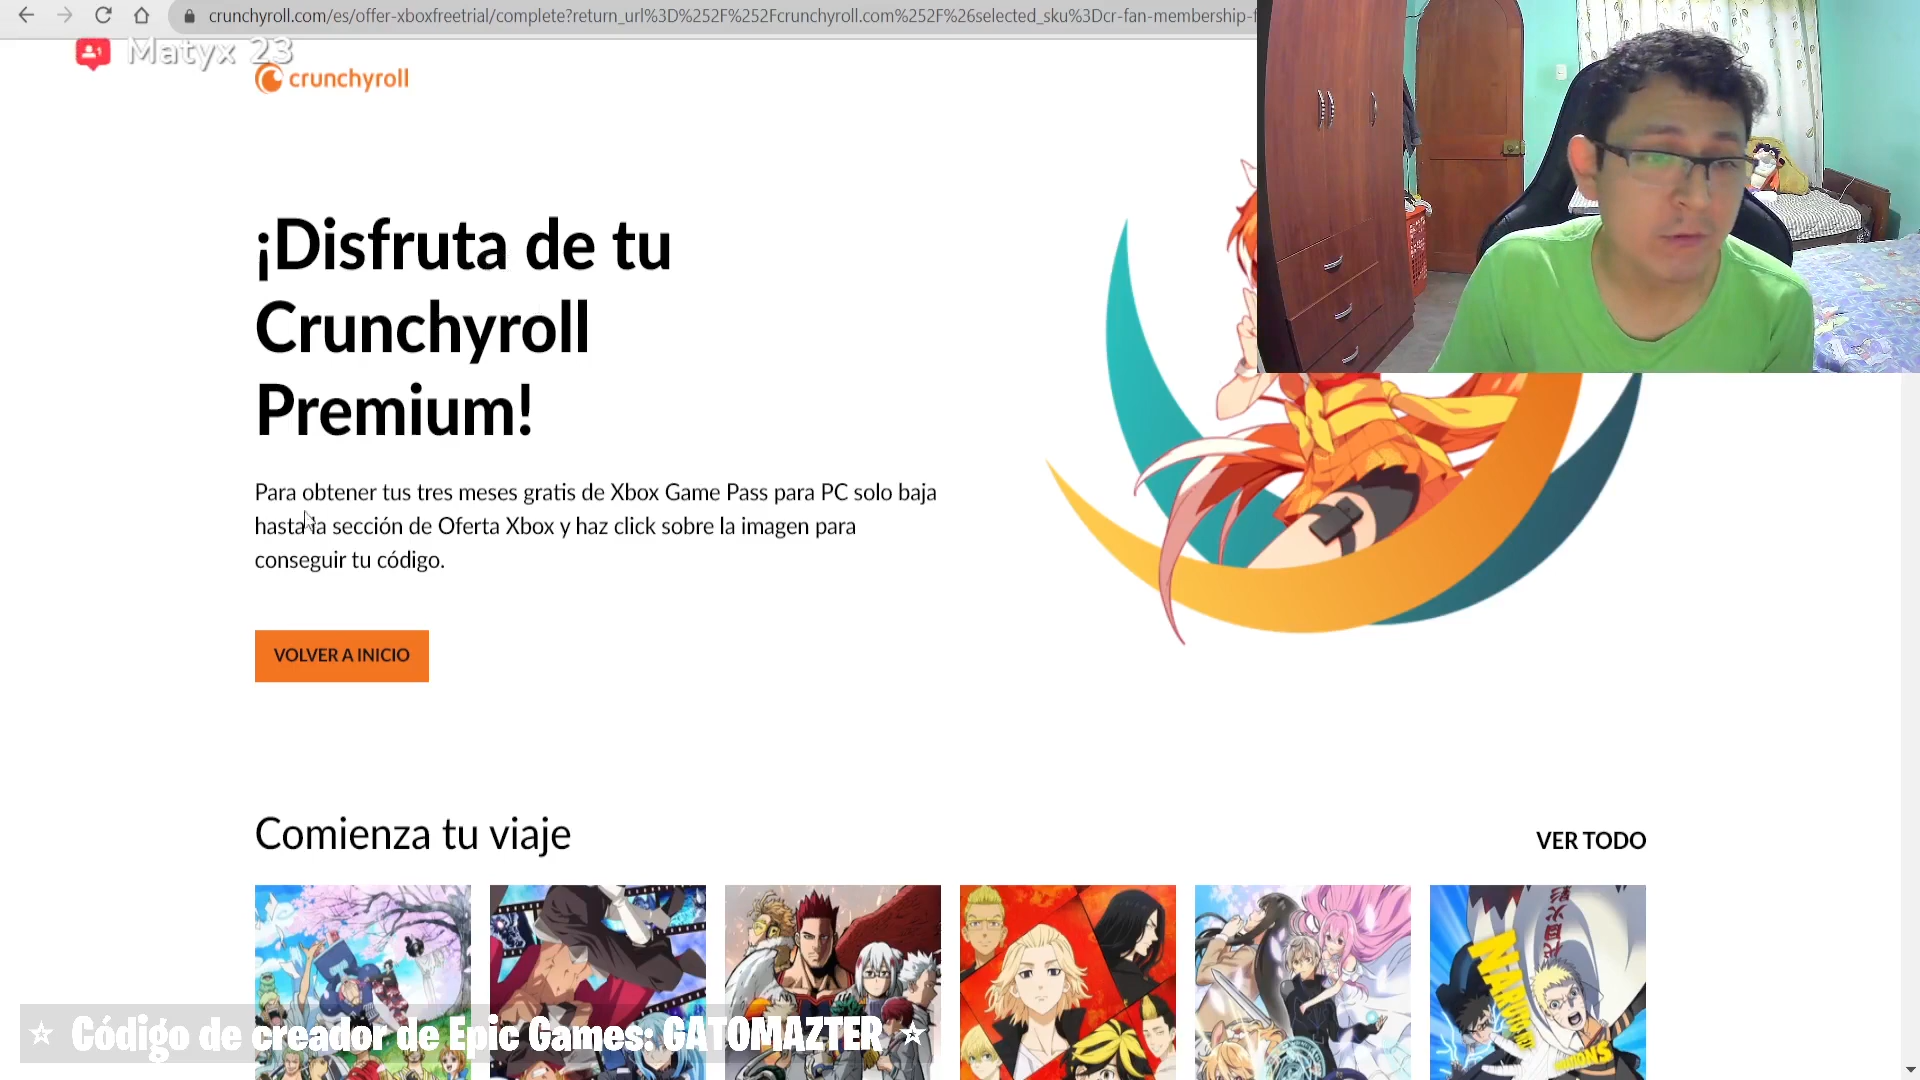 crunchyroll.com/es/offer-xboxfreetrial/complete?return_url%3D%252F%252Fcrunchyroll.com%252F%26selected_sku%3Dcr-fan-membership-f
Matyx 23
crunchyroll
¡Disfruta de tu
Crunchyroll
Premium!
Para obtener tus tres meses gratis de Xbox Game Pass para PC solo baja
hasta la sección de Oferta Xbox y haz click sobre la imagen para
conseguir tu código.
VOLVER A INICIO
Comienza tu viaje
VER TODO
☆ Código de creador de Epic Games: GATOMAZTER ☆